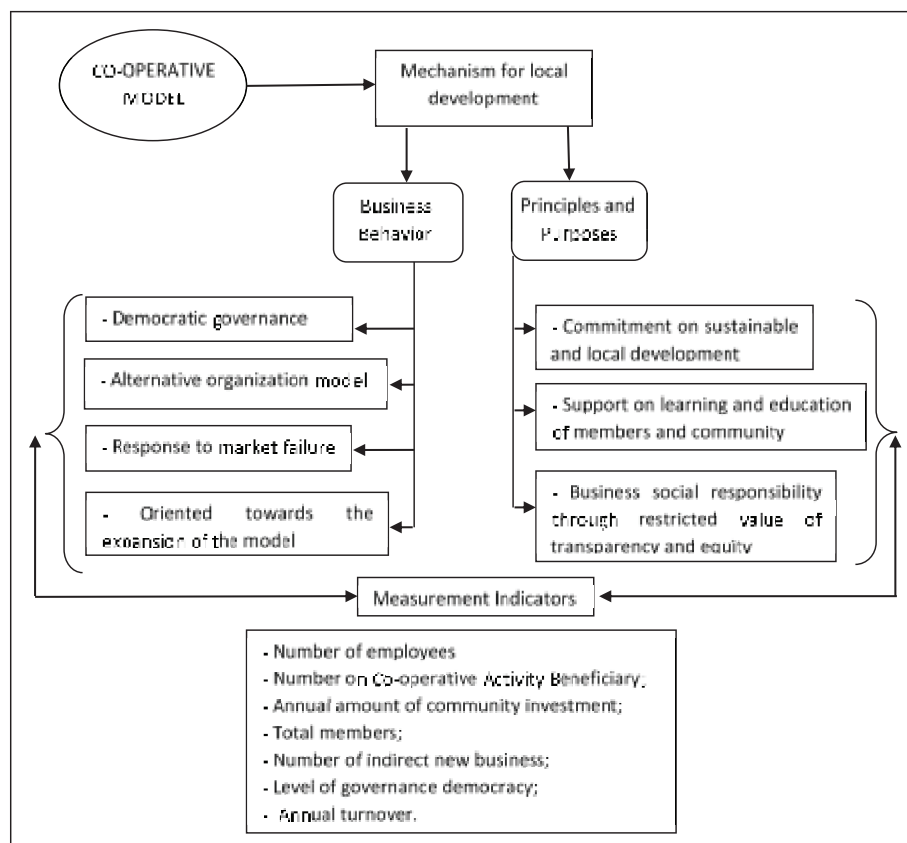 CO-OPERATIVE
MODEL
Mechanism for local
development
Business
Behavior
Principles and
Purposes
- Democratic governance
- Alternative organization model
- Response to market failure
- Oriented towards the
expansion of the model
- Commitment on sustainable
and local development
- Support on learning and education
of members and community
- Business social responsibility
through restricted value of
transparency and equity
Measurement Indicators
- Number of employees
- Number on Co-operative Activity Beneficiary;
- Annual amount of community investment;
- Total members;
- Number of indirect new business;
- Level of governance democracy;
- Annual turnover.